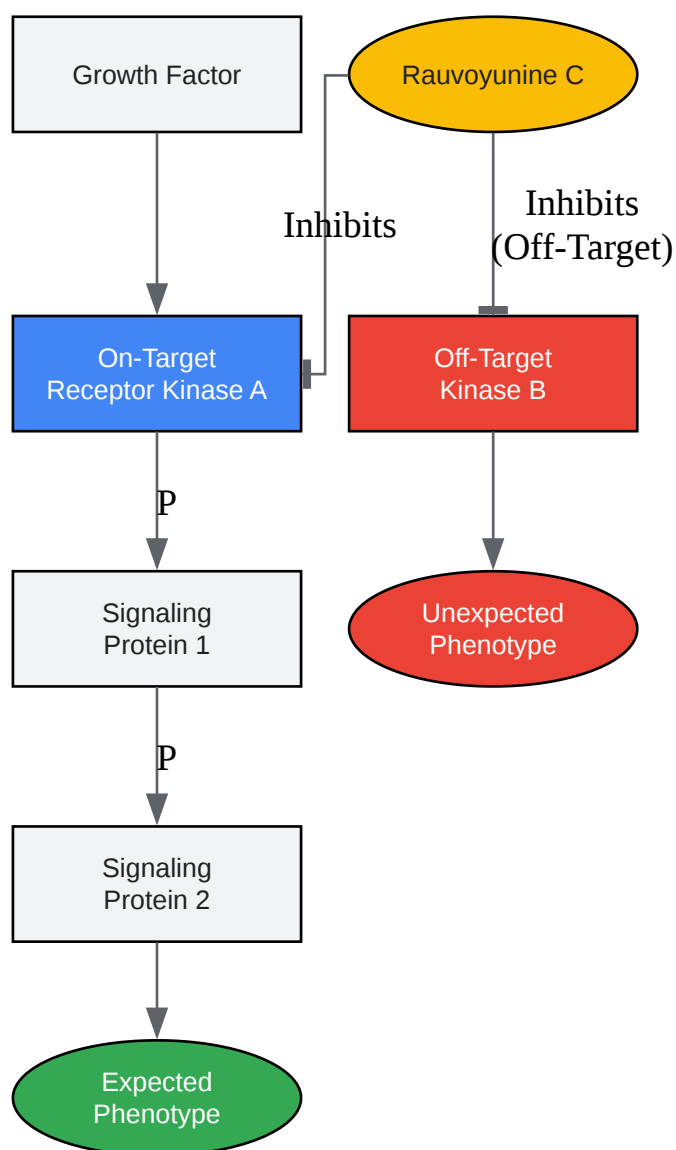 Growth Factor
Rauvoyunine C
Inhibits
Inhibits
(Off-Target)
On-Target
Receptor Kinase A
Off-Target
Kinase B
P
Signaling
Protein 1
Unexpected
Phenotype
P
Signaling
Protein 2
Expected
Phenotype